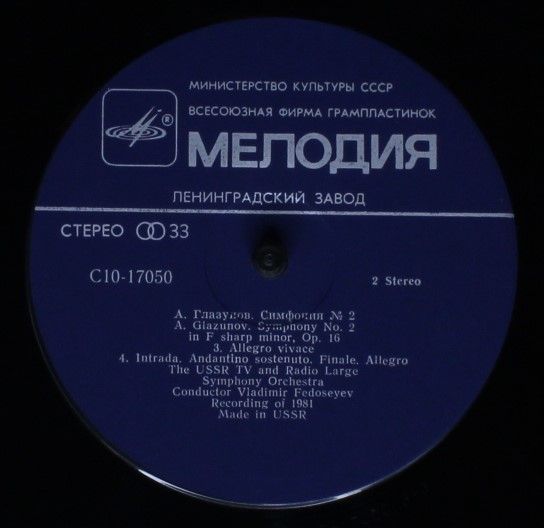 МИНИСТЕРСТВО КУЛЬТУРЫ СССР
ВСЕСОЮЗНАЯ ФИРМА ГРАМПЛАСТИНОК
®
МЕЛОДИЯ
ЛЕНИНГРАДСКИЙ ЗАВОД
СТЕРЕО 33
С10-17050
2 Stereo
А. Глазунов. Симфония № 2
A. Glazunov. Symphony No. 2
in F sharp minor, Op. 16
3. Allegro vivace
4. Intrada. Andantino sostenuto. Finale. Allegro
The USSR TV and Radio Large
Symphony Orchestra
Conductor Vladimir Fedoseyev
Recording of 1981
Made in USSR